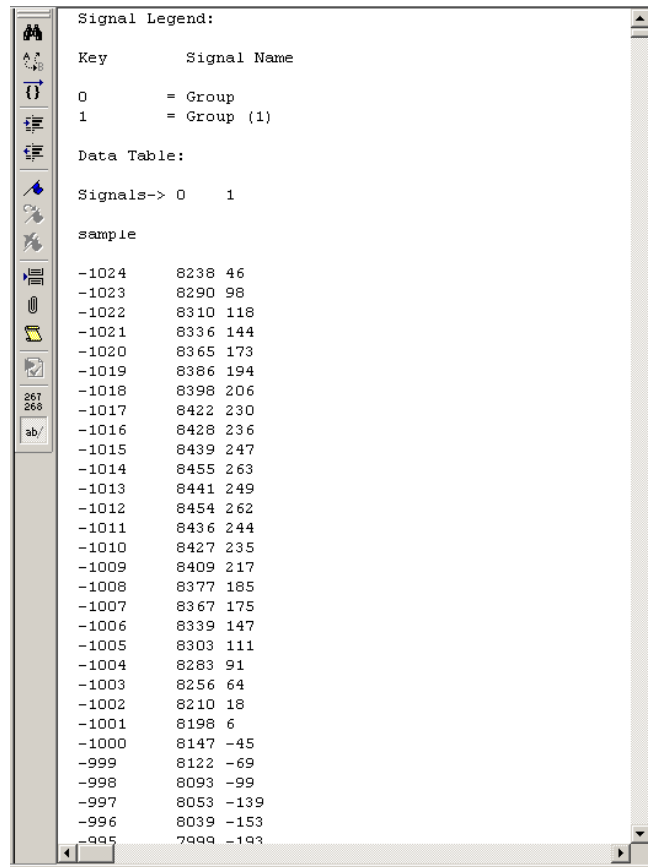 Signal Legend:
Key Signal Name
0 = Group
1 = Group (1)
Data Table:
Signals-> 0 1
sample
-1024 8238 46
-1023 8290 98
-1022 8310 118
-1021 8336 144
-1020 8365 173
-1019 8386 194
-1018 8398 206
-1017 8422 230
-1016 8428 236
-1015 8439 247
-1014 8455 263
-1013 8441 249
-1012 8454 262
-1011 8436 244
-1010 8427 235
-1009 8409 217
-1008 8377 185
-1007 8367 175
-1006 8339 147
-1005 8303 111
-1004 8283 91
-1003 8256 64
-1002 8210 18
-1001 8198 6
-1000 8147 -45
-999 8122 -69
-998 8093 -99
-997 8053 -139
-996 8039 -153
-995 7999 -193
A
B
{}
267
268
ab/